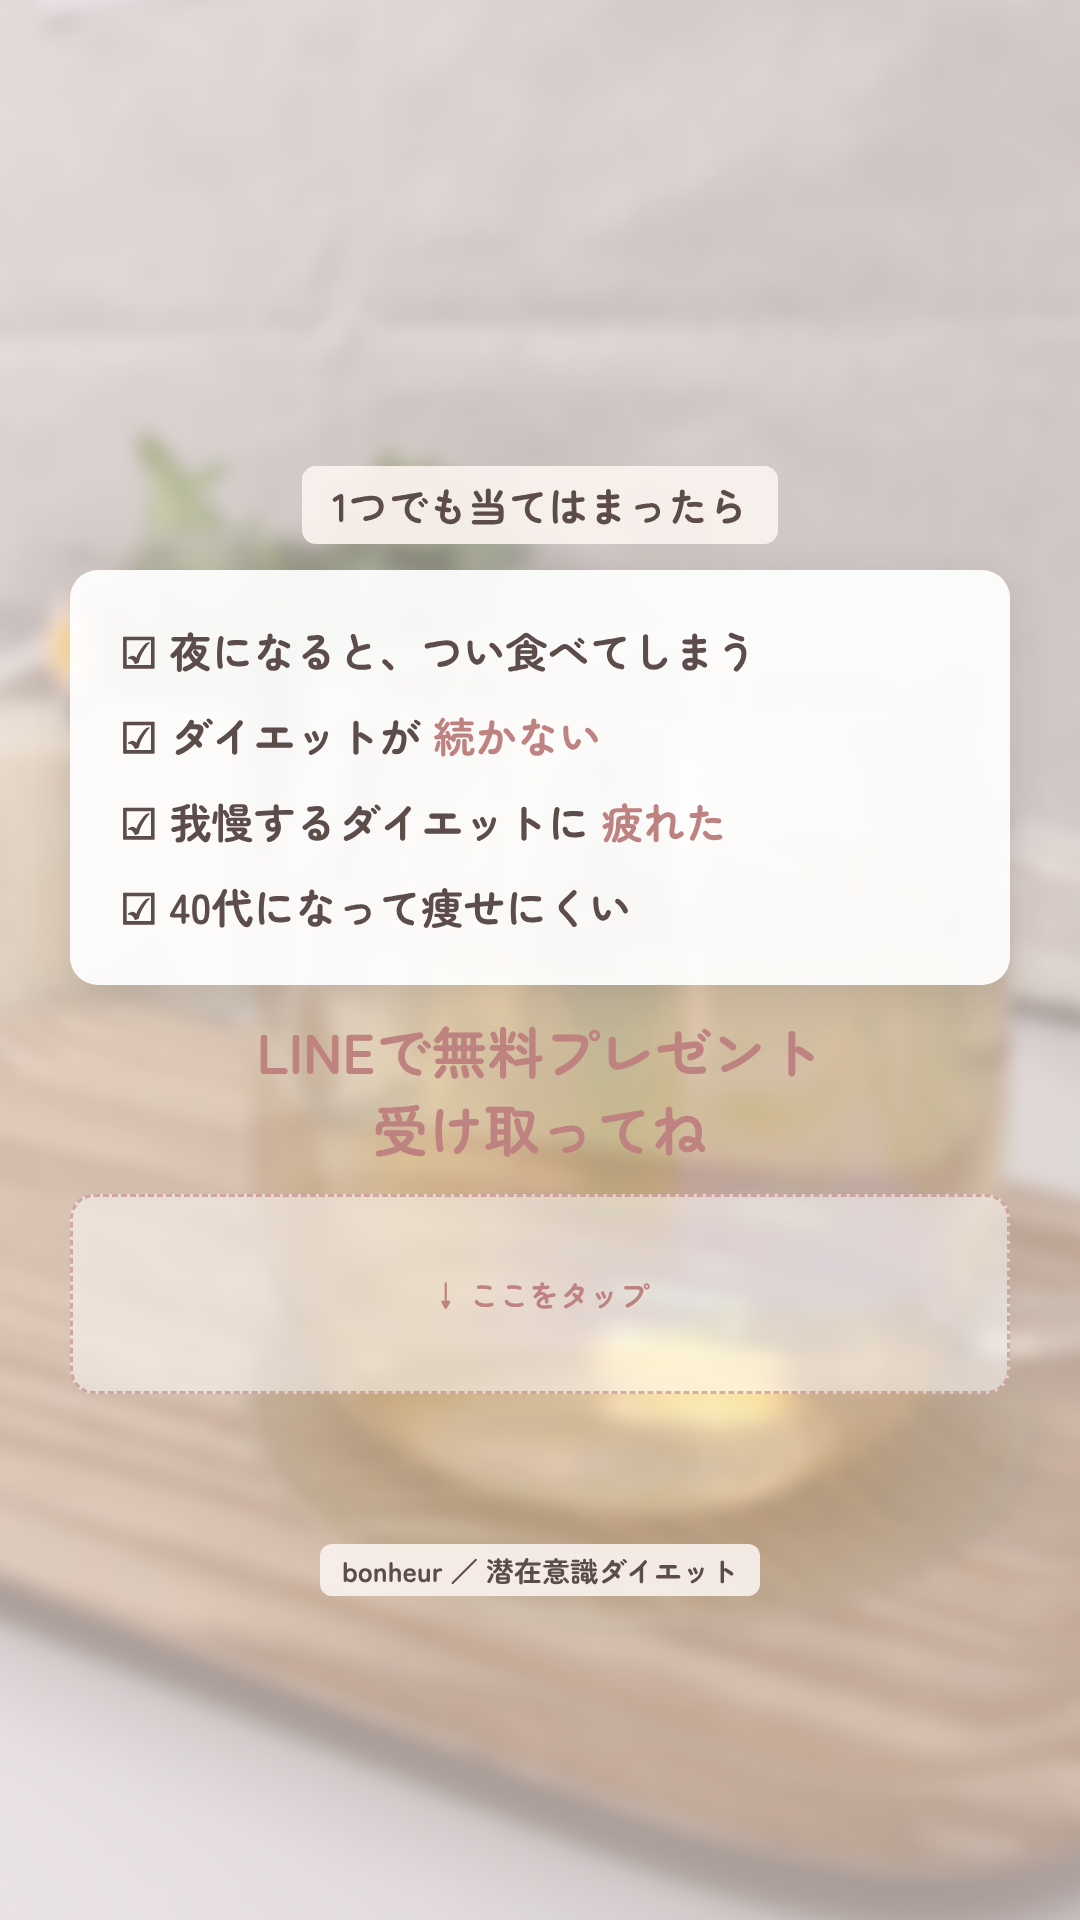 1つでも当てはまったら
☑ 夜になると、つい食べてしまう
☑ ダイエットが 続かない
☑ 我慢するダイエットに 疲れた
☑ 40代になって痩せにくい
LINEで無料プレゼント
受け取ってね
↓ ここをタップ
bonheur ／ 潜在意識ダイエット